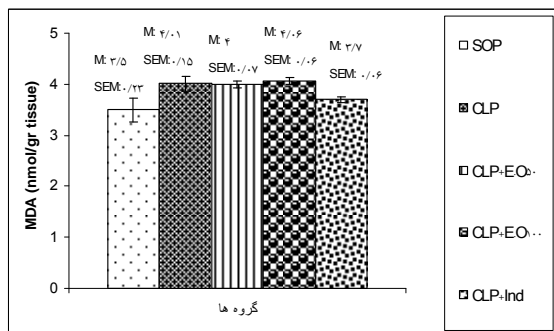 MDA (nmol/gr tissue)
5
4
3
2
1
0
M: ۳/۵
SEM:۰/۲۳
M: ۴/۰۱
SEM:۰/۱۵
M: ۴
SEM:۰/۰۷
M: ۴/۰۶
SEM:۰/۰۶
M:۳/۷
SEM:۰/۰۶
گروه ها
SOP
CLP
CLP+EO۵۰
CLP+EO۱۰۰
CLP+Ind